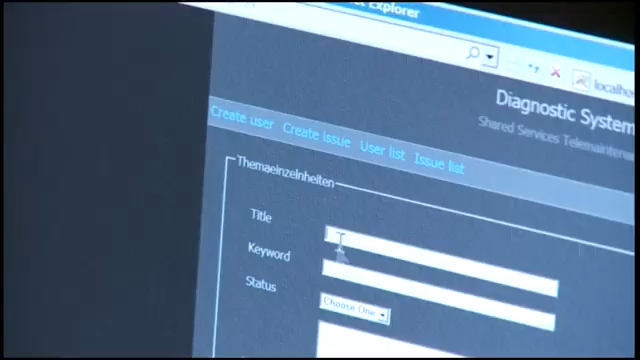 Explorer
localhe
Diagnostic System
Shared Services Telemainten
Create user Create issue User list Issue list
Themaeinzelnheiten
Title
Keyword
Status
Choose One